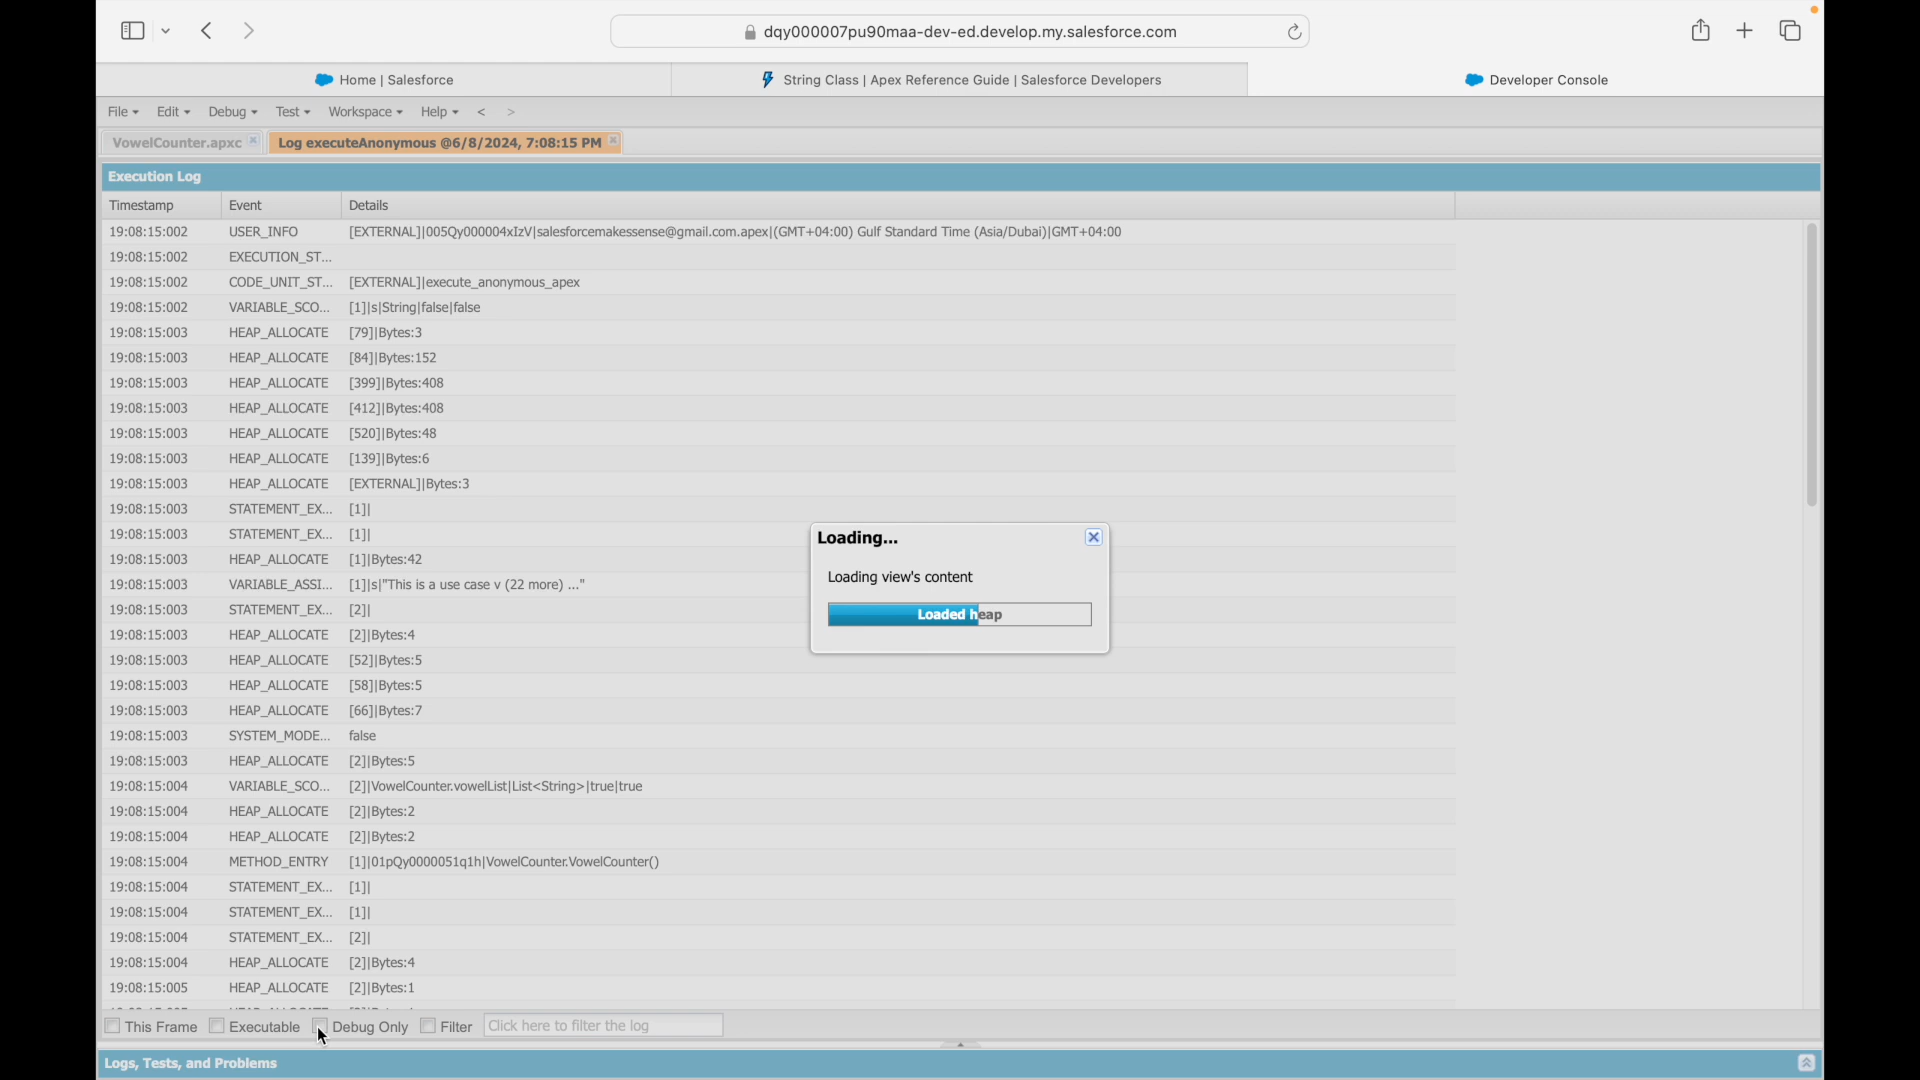 dqy000007pu90maa-dev-ed.develop.my.salesforce.com
Home | Salesforce
String Class | Apex Reference Guide | Salesforce Developers
Developer Console
File Edit Debug Test Workspace Help < >
VowelCounter.apxc
Log executeAnonymous @6/8/2024, 7:08:15 PM
Execution Log
Timestamp Event Details
19:08:15:002 USER_INFO [EXTERNAL]|005Qy000004xIzV|salesforcemakessense@gmail.com.apex|(GMT+04:00) Gulf Standard Time (Asia/Dubai)|GMT+04:00
19:08:15:002 EXECUTION_ST...
19:08:15:002 CODE_UNIT_ST... [EXTERNAL]|execute_anonymous_apex
19:08:15:002 VARIABLE_SCO... [1]|s|String|false|false
19:08:15:003 HEAP_ALLOCATE [79]|Bytes:3
19:08:15:003 HEAP_ALLOCATE [84]|Bytes:152
19:08:15:003 HEAP_ALLOCATE [399]|Bytes:408
19:08:15:003 HEAP_ALLOCATE [412]|Bytes:408
19:08:15:003 HEAP_ALLOCATE [520]|Bytes:48
19:08:15:003 HEAP_ALLOCATE [139]|Bytes:6
19:08:15:003 HEAP_ALLOCATE [EXTERNAL]|Bytes:3
19:08:15:003 STATEMENT_EX... [1]|
19:08:15:003 STATEMENT_EX... [1]|
19:08:15:003 HEAP_ALLOCATE [1]|Bytes:42
19:08:15:003 VARIABLE_ASSI... [1]|s|"This is a use case v (22 more) ..."
19:08:15:003 STATEMENT_EX... [2]|
19:08:15:003 HEAP_ALLOCATE [2]|Bytes:4
19:08:15:003 HEAP_ALLOCATE [52]|Bytes:5
19:08:15:003 HEAP_ALLOCATE [58]|Bytes:5
19:08:15:003 HEAP_ALLOCATE [66]|Bytes:7
19:08:15:003 SYSTEM_MODE... false
19:08:15:003 HEAP_ALLOCATE [2]|Bytes:5
19:08:15:004 VARIABLE_SCO... [2]|VowelCounter.vowelList|List<String>|true|true
19:08:15:004 HEAP_ALLOCATE [2]|Bytes:2
19:08:15:004 HEAP_ALLOCATE [2]|Bytes:2
19:08:15:004 METHOD_ENTRY [1]|01pQy0000051q1h|VowelCounter.VowelCounter()
19:08:15:004 STATEMENT_EX... [1]|
19:08:15:004 STATEMENT_EX... [1]|
19:08:15:004 STATEMENT_EX... [2]|
19:08:15:004 HEAP_ALLOCATE [2]|Bytes:4
19:08:15:005 HEAP_ALLOCATE [2]|Bytes:1
Loading...
Loading view's content
Loaded heap
This Frame Executable Debug Only Filter Click here to filter the log
Logs, Tests, and Problems